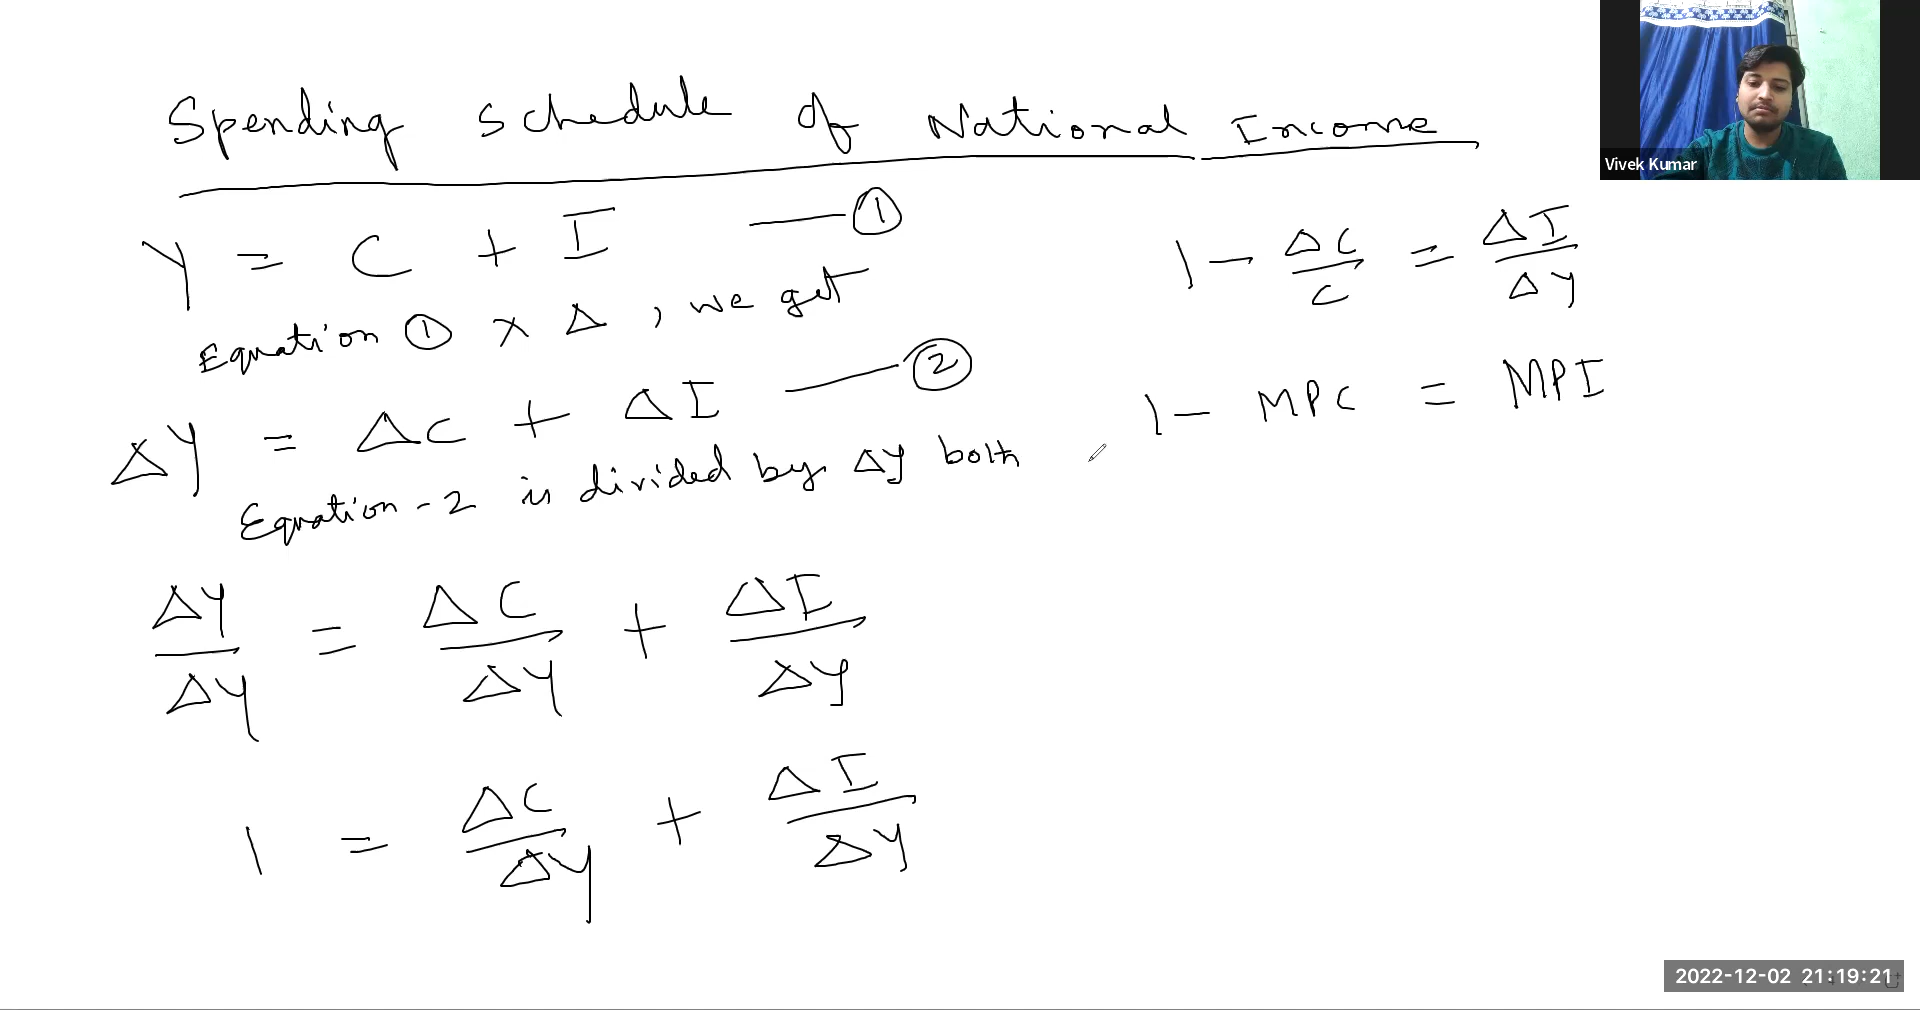 Spending schedule of National Income
Vivek Kumar
Y = C + I —— ①
Equation ① × Δ, we get
ΔY = ΔC + ΔI —— ②
Equation - 2 is divided by ΔY both
ΔY/ΔY = ΔC/ΔY + ΔI/ΔY
1 = ΔC/ΔY + ΔI/ΔY
1 - ΔC/C = ΔI/ΔY
1 - MPC = MPI
2022-12-02 21:19:21